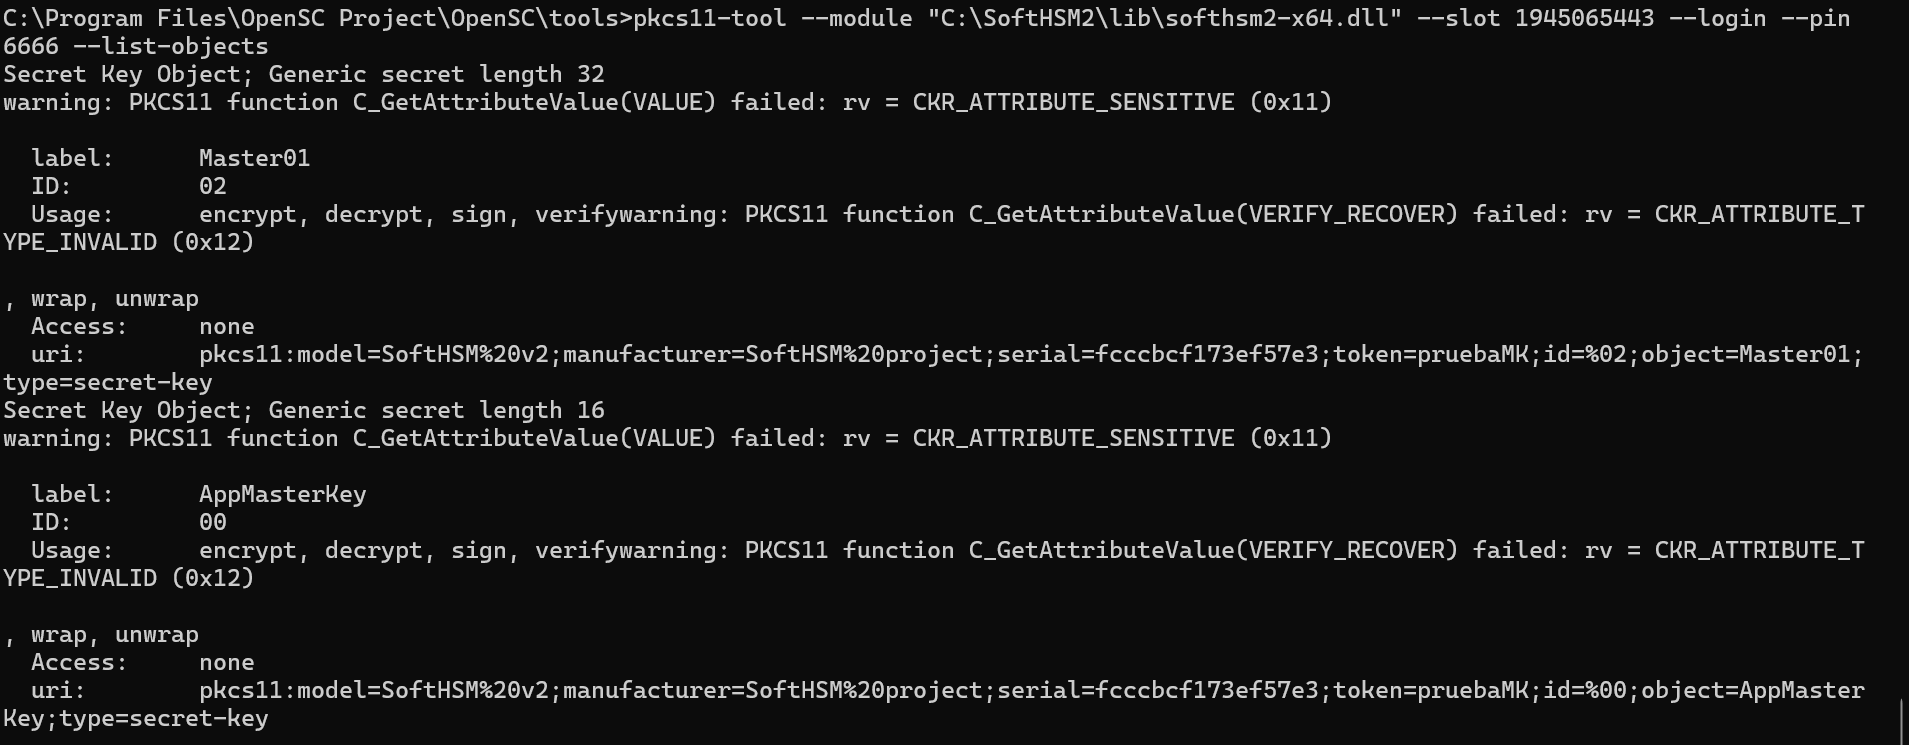 C:\Program Files\OpenSC Project\OpenSC\tools>pkcs11-tool --module "C:\SoftHSM2\lib\softhsm2-x64.dll" --slot 1945065443 --login --pin
6666 --list-objects
Secret Key Object; Generic secret length 32
warning: PKCS11 function C_GetAttributeValue(VALUE) failed: rv = CKR_ATTRIBUTE_SENSITIVE (0x11)
label:      Master01
ID:         02
Usage:      encrypt, decrypt, sign, verifywarning: PKCS11 function C_GetAttributeValue(VERIFY_RECOVER) failed: rv = CKR_ATTRIBUTE_T
YPE_INVALID (0x12)
, wrap, unwrap
Access:     none
uri:        pkcs11:model=SoftHSM%20v2;manufacturer=SoftHSM%20project;serial=fcccbcf173ef57e3;token=pruebaMK;id=%02;object=Master01;
type=secret-key
Secret Key Object; Generic secret length 16
warning: PKCS11 function C_GetAttributeValue(VALUE) failed: rv = CKR_ATTRIBUTE_SENSITIVE (0x11)
label:      AppMasterKey
ID:         00
Usage:      encrypt, decrypt, sign, verifywarning: PKCS11 function C_GetAttributeValue(VERIFY_RECOVER) failed: rv = CKR_ATTRIBUTE_T
YPE_INVALID (0x12)
, wrap, unwrap
Access:     none
uri:        pkcs11:model=SoftHSM%20v2;manufacturer=SoftHSM%20project;serial=fcccbcf173ef57e3;token=pruebaMK;id=%00;object=AppMaster
Key;type=secret-key